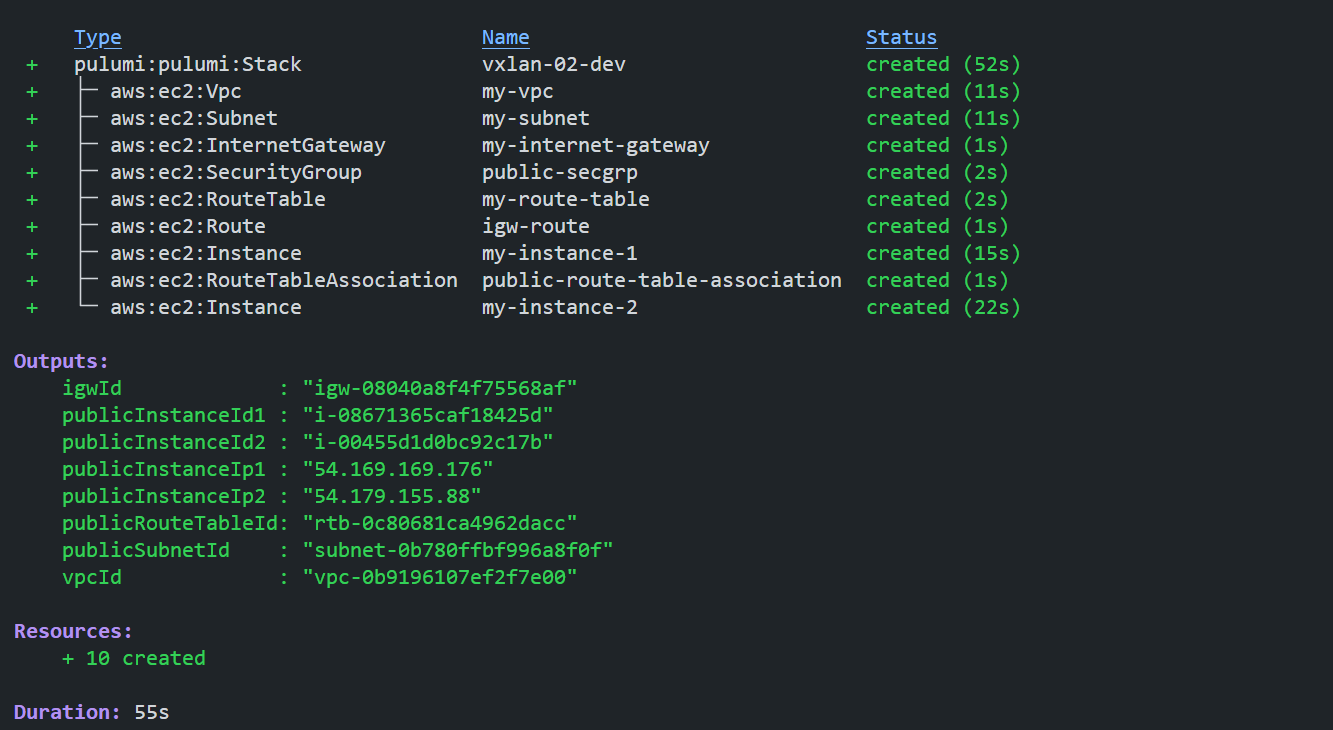 Type Name Status
+ pulumi:pulumi:Stack vxlan-02-dev created (52s)
+ ├─ aws:ec2:Vpc my-vpc created (11s)
+ ├─ aws:ec2:Subnet my-subnet created (11s)
+ ├─ aws:ec2:InternetGateway my-internet-gateway created (1s)
+ ├─ aws:ec2:SecurityGroup public-secgrp created (2s)
+ ├─ aws:ec2:RouteTable my-route-table created (2s)
+ ├─ aws:ec2:Route igw-route created (1s)
+ ├─ aws:ec2:Instance my-instance-1 created (15s)
+ ├─ aws:ec2:RouteTableAssociation public-route-table-association created (1s)
+ └─ aws:ec2:Instance my-instance-2 created (22s)
Outputs:
igwId : "igw-08040a8f4f75568af"
publicInstanceId1 : "i-08671365caf18425d"
publicInstanceId2 : "i-00455d1d0bc92c17b"
publicInstanceIp1 : "54.169.169.176"
publicInstanceIp2 : "54.179.155.88"
publicRouteTableId: "rtb-0c80681ca4962dacc"
publicSubnetId : "subnet-0b780ffbf996a8f0f"
vpcId : "vpc-0b9196107ef2f7e00"
Resources:
+ 10 created
Duration: 55s